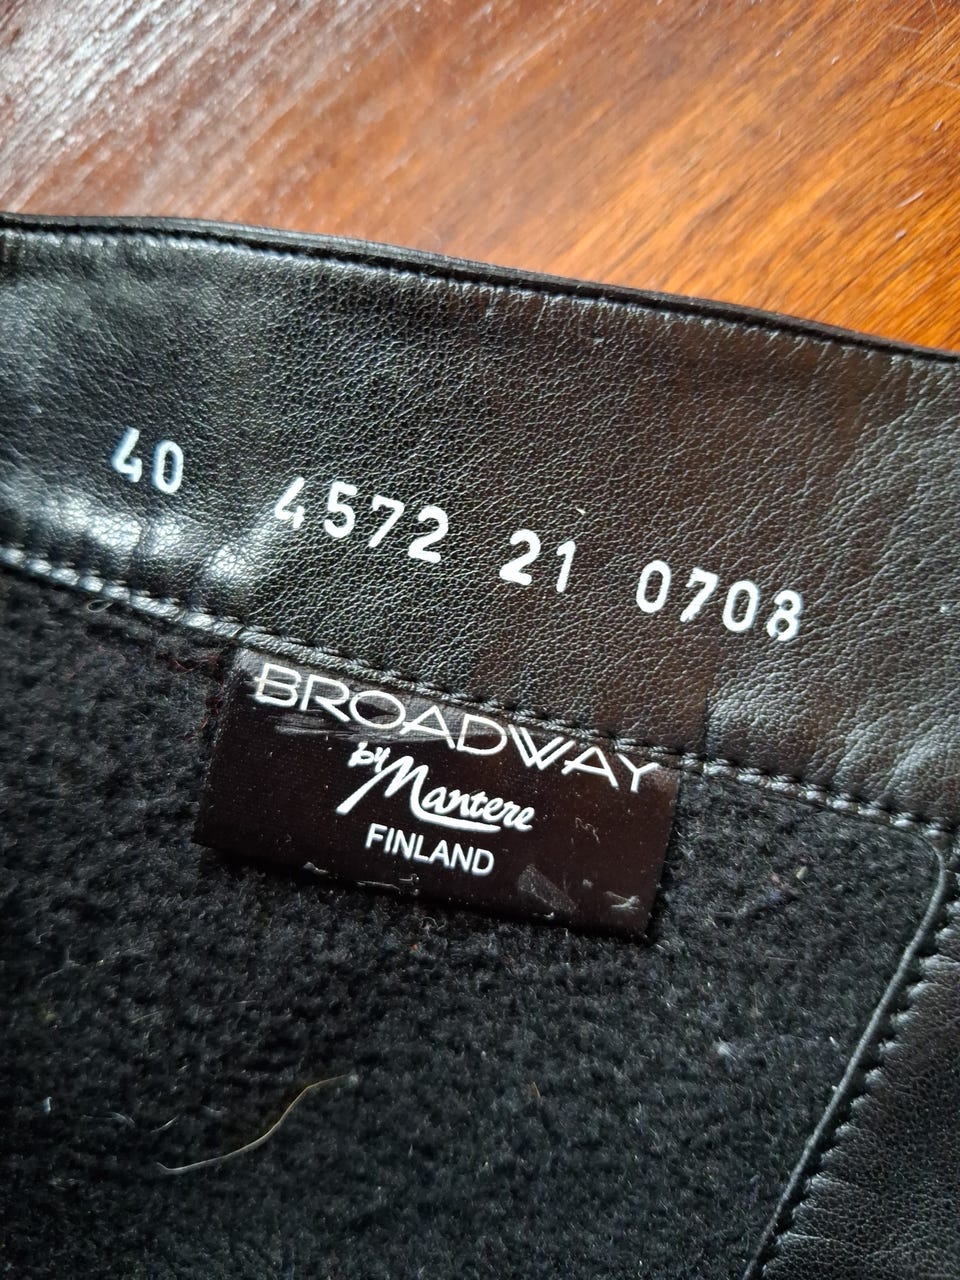 40 4572 21 0708
BROADWAY
by Mantere
FINLAND